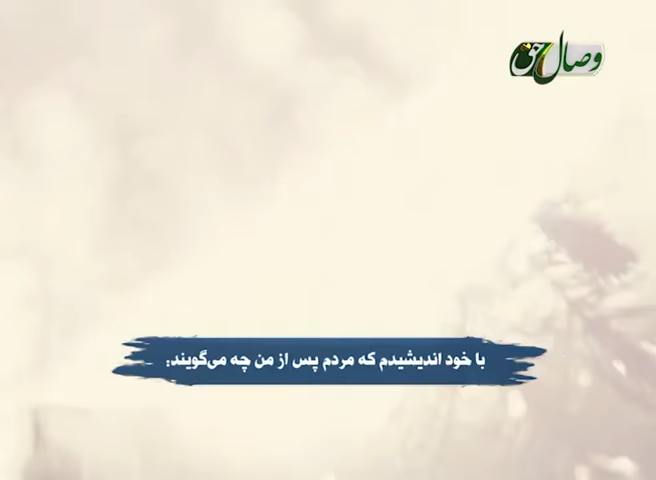 وصال حق
با خود اندیشیدم که مردم پس از من چه می‌گویند: